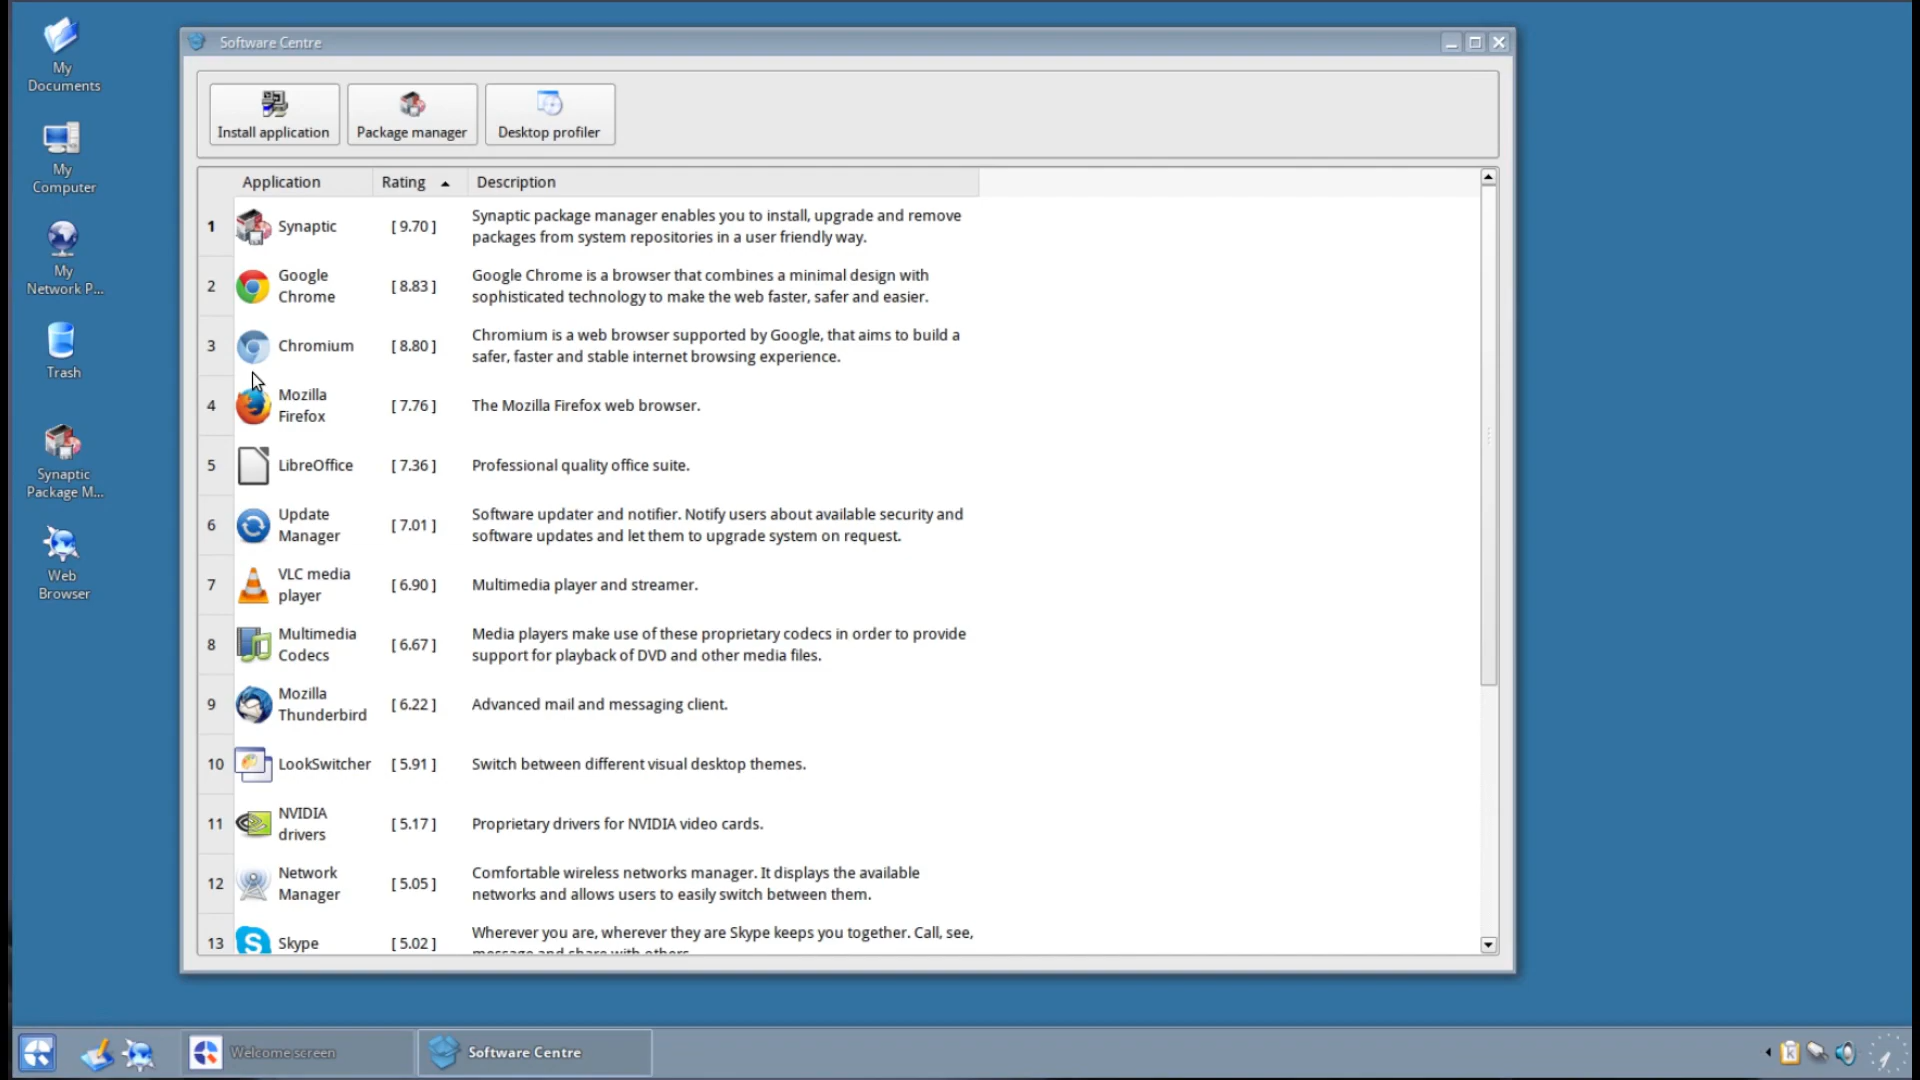 My
Documents
My
Computer
My
Network P...
Trash
Synaptic
Package M...
Web
Browser
Software Centre
Install application
Package manager
Desktop profiler
Application Rating Description
1 Synaptic [ 9.70 ] Synaptic package manager enables you to install, upgrade and remove
packages from system repositories in a user friendly way.
2 Google
Chrome [ 8.83 ] Google Chrome is a browser that combines a minimal design with
sophisticated technology to make the web faster, safer and easier.
3 Chromium [ 8.80 ] Chromium is a web browser supported by Google, that aims to build a
safer, faster and stable internet browsing experience.
4 Mozilla
Firefox [ 7.76 ] The Mozilla Firefox web browser.
5 LibreOffice [ 7.36 ] Professional quality office suite.
6 Update
Manager [ 7.01 ] Software updater and notifier. Notify users about available security and
software updates and let them to upgrade system on request.
7 VLC media
player [ 6.90 ] Multimedia player and streamer.
8 Multimedia
Codecs [ 6.67 ] Media players make use of these proprietary codecs in order to provide
support for playback of DVD and other media files.
9 Mozilla
Thunderbird [ 6.22 ] Advanced mail and messaging client.
10 LookSwitcher [ 5.91 ] Switch between different visual desktop themes.
11 NVIDIA
drivers [ 5.17 ] Proprietary drivers for NVIDIA video cards.
12 Network
Manager [ 5.05 ] Comfortable wireless networks manager. It displays the available
networks and allows users to easily switch between them.
13 Skype [ 5.02 ] Wherever you are, wherever they are Skype keeps you together. Call, see,
message and share with others.
Welcome screen
Software Centre